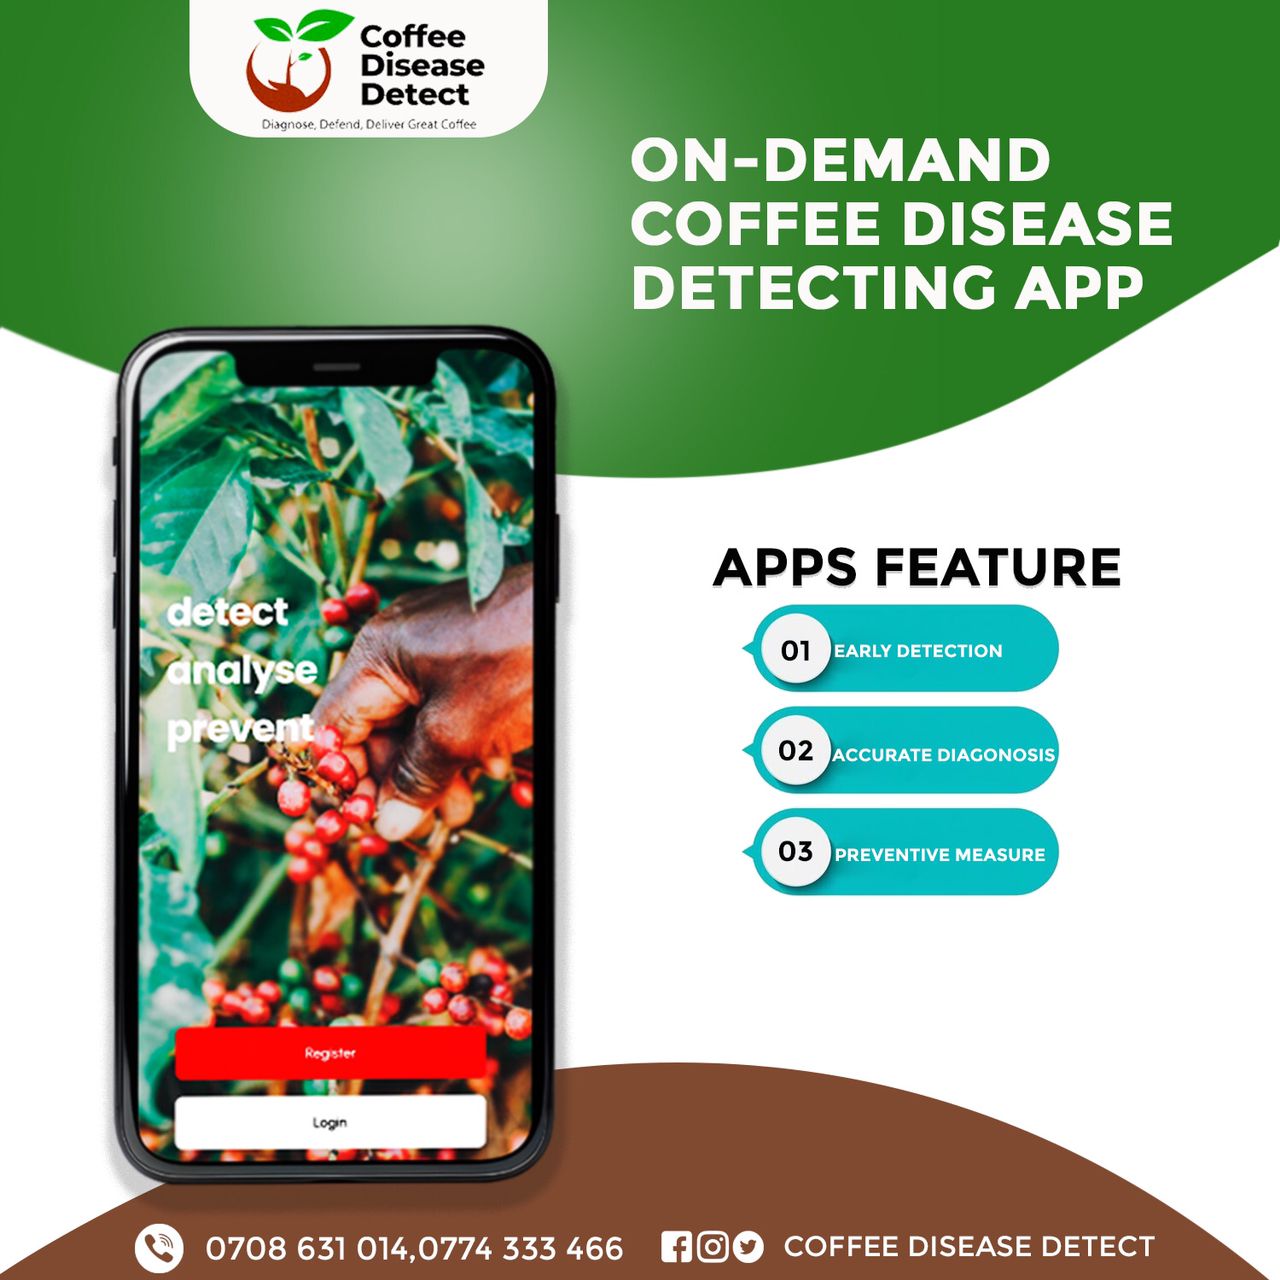 Coffee
Disease
Detect
Diagnose, Defend, Deliver Great Coffee
ON-DEMAND
COFFEE DISEASE
DETECTING APP
detect
analyse
prevent
Register
Login
APPS FEATURE
01 EARLY DETECTION
02 ACCURATE DIAGONOSIS
03 PREVENTIVE MEASURE
0708 631 014,0774 333 466
COFFEE DISEASE DETECT